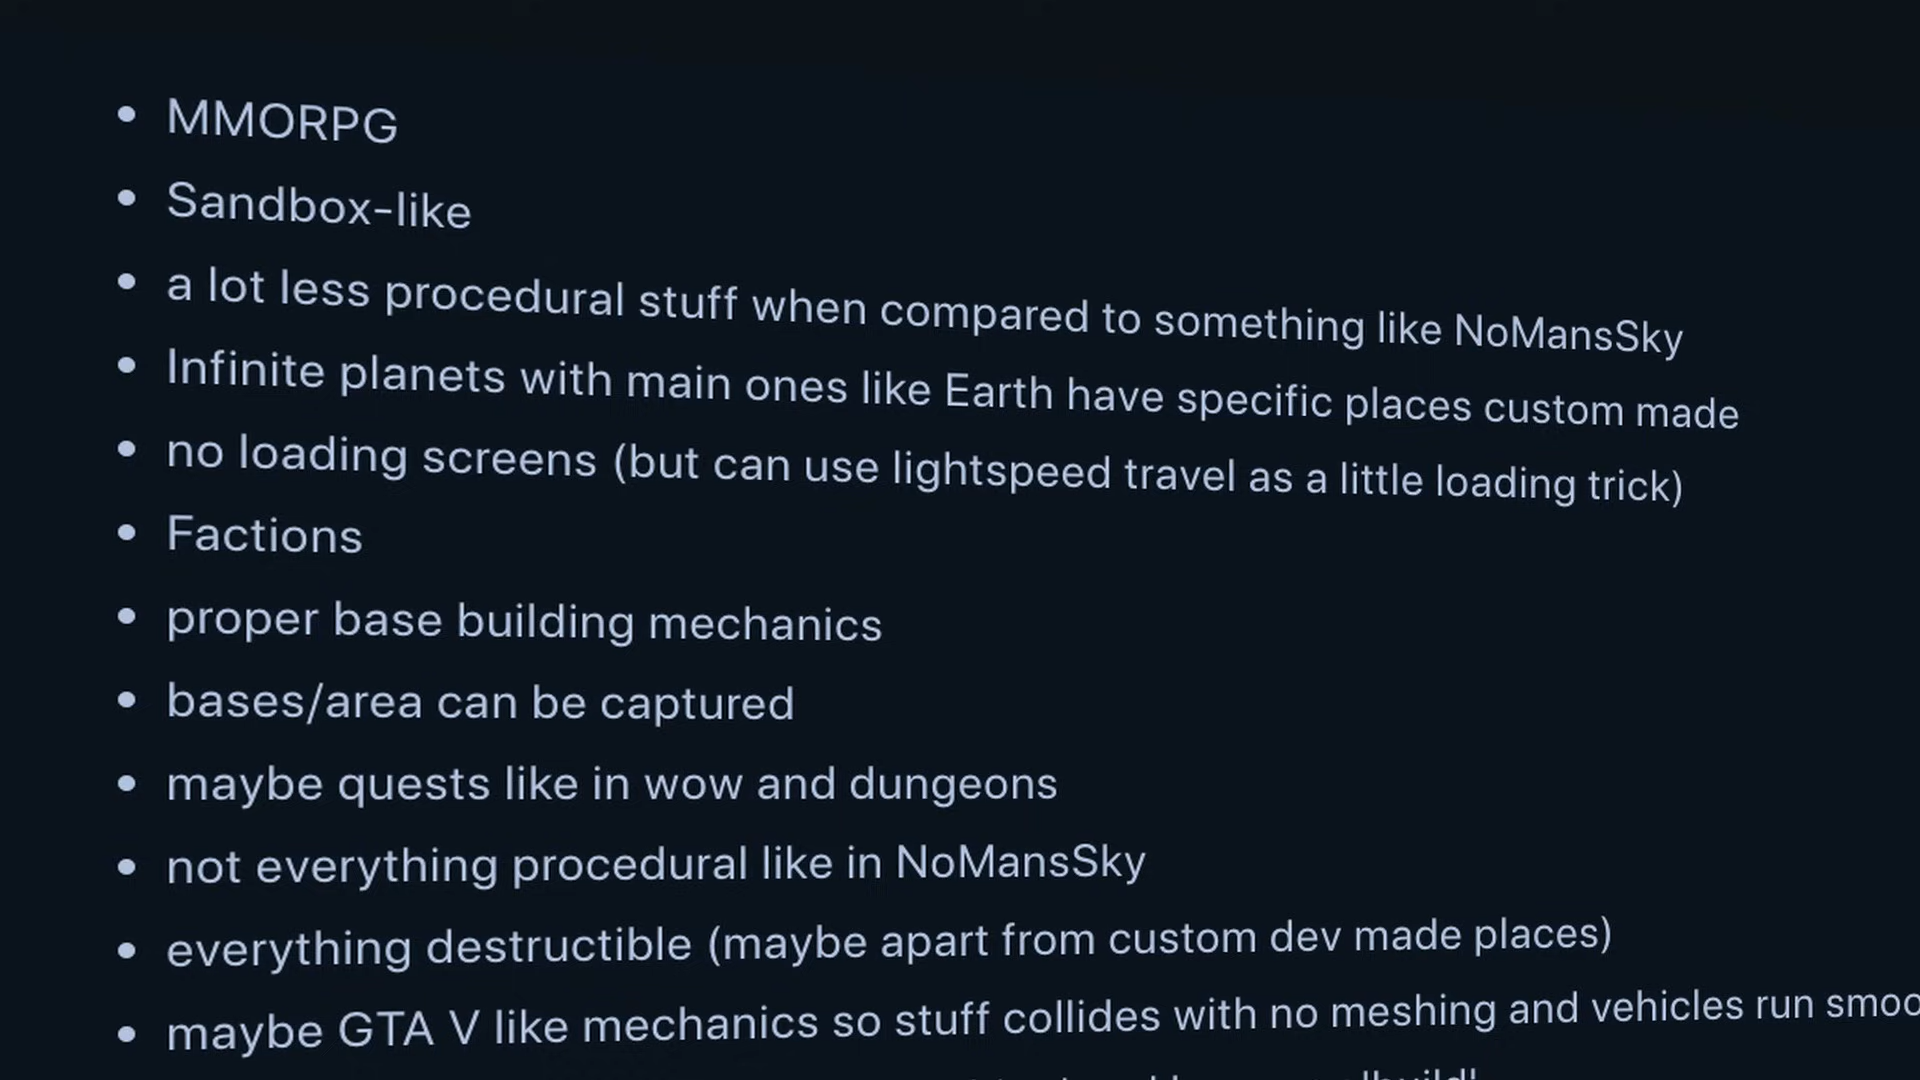 • MMORPG
• Sandbox-like
• a lot less procedural stuff when compared to something like NoMansSky
• Infinite planets with main ones like Earth have specific places custom made
• no loading screens (but can use lightspeed travel as a little loading trick)
• Factions
• proper base building mechanics
• bases/area can be captured
• maybe quests like in wow and dungeons
• not everything procedural like in NoMansSky
• everything destructible (maybe apart from custom dev made places)
• maybe GTA V like mechanics so stuff collides with no meshing and vehicles run